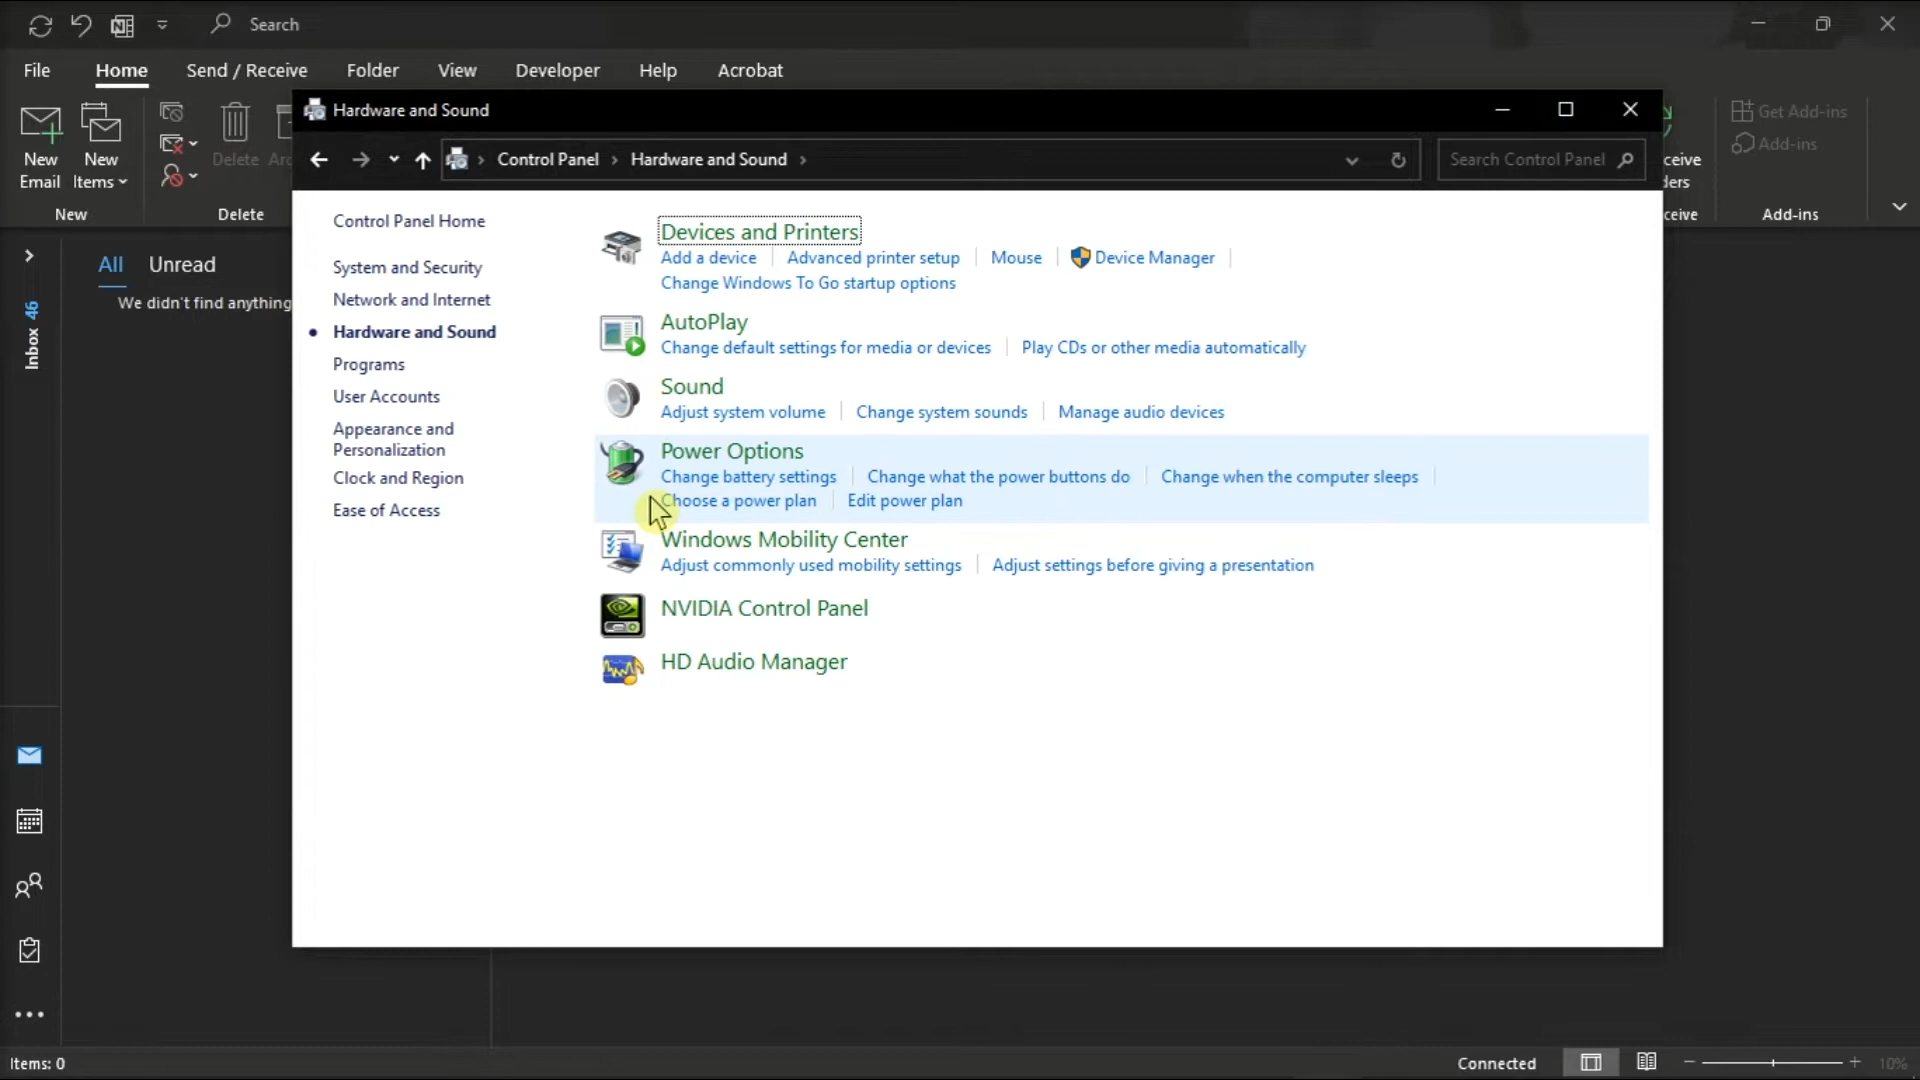 Search
File Home Send / Receive Folder View Developer Help Acrobat
New Email
New Items
Delete
New
Delete
Get Add-ins
Add-ins
Add-ins
Hardware and Sound
Control Panel Hardware and Sound
Search Control Panel
All Unread
We didn't find anything
Inbox 46
Control Panel Home
System and Security
Network and Internet
Hardware and Sound
Programs
User Accounts
Appearance and
Personalization
Clock and Region
Ease of Access
Devices and Printers
Add a device Advanced printer setup Mouse Device Manager
Change Windows To Go startup options
AutoPlay
Change default settings for media or devices Play CDs or other media automatically
Sound
Adjust system volume Change system sounds Manage audio devices
Power Options
Change battery settings Change what the power buttons do Change when the computer sleeps
Choose a power plan Edit power plan
Windows Mobility Center
Adjust commonly used mobility settings Adjust settings before giving a presentation
NVIDIA Control Panel
HD Audio Manager
Items: 0
Connected
10%